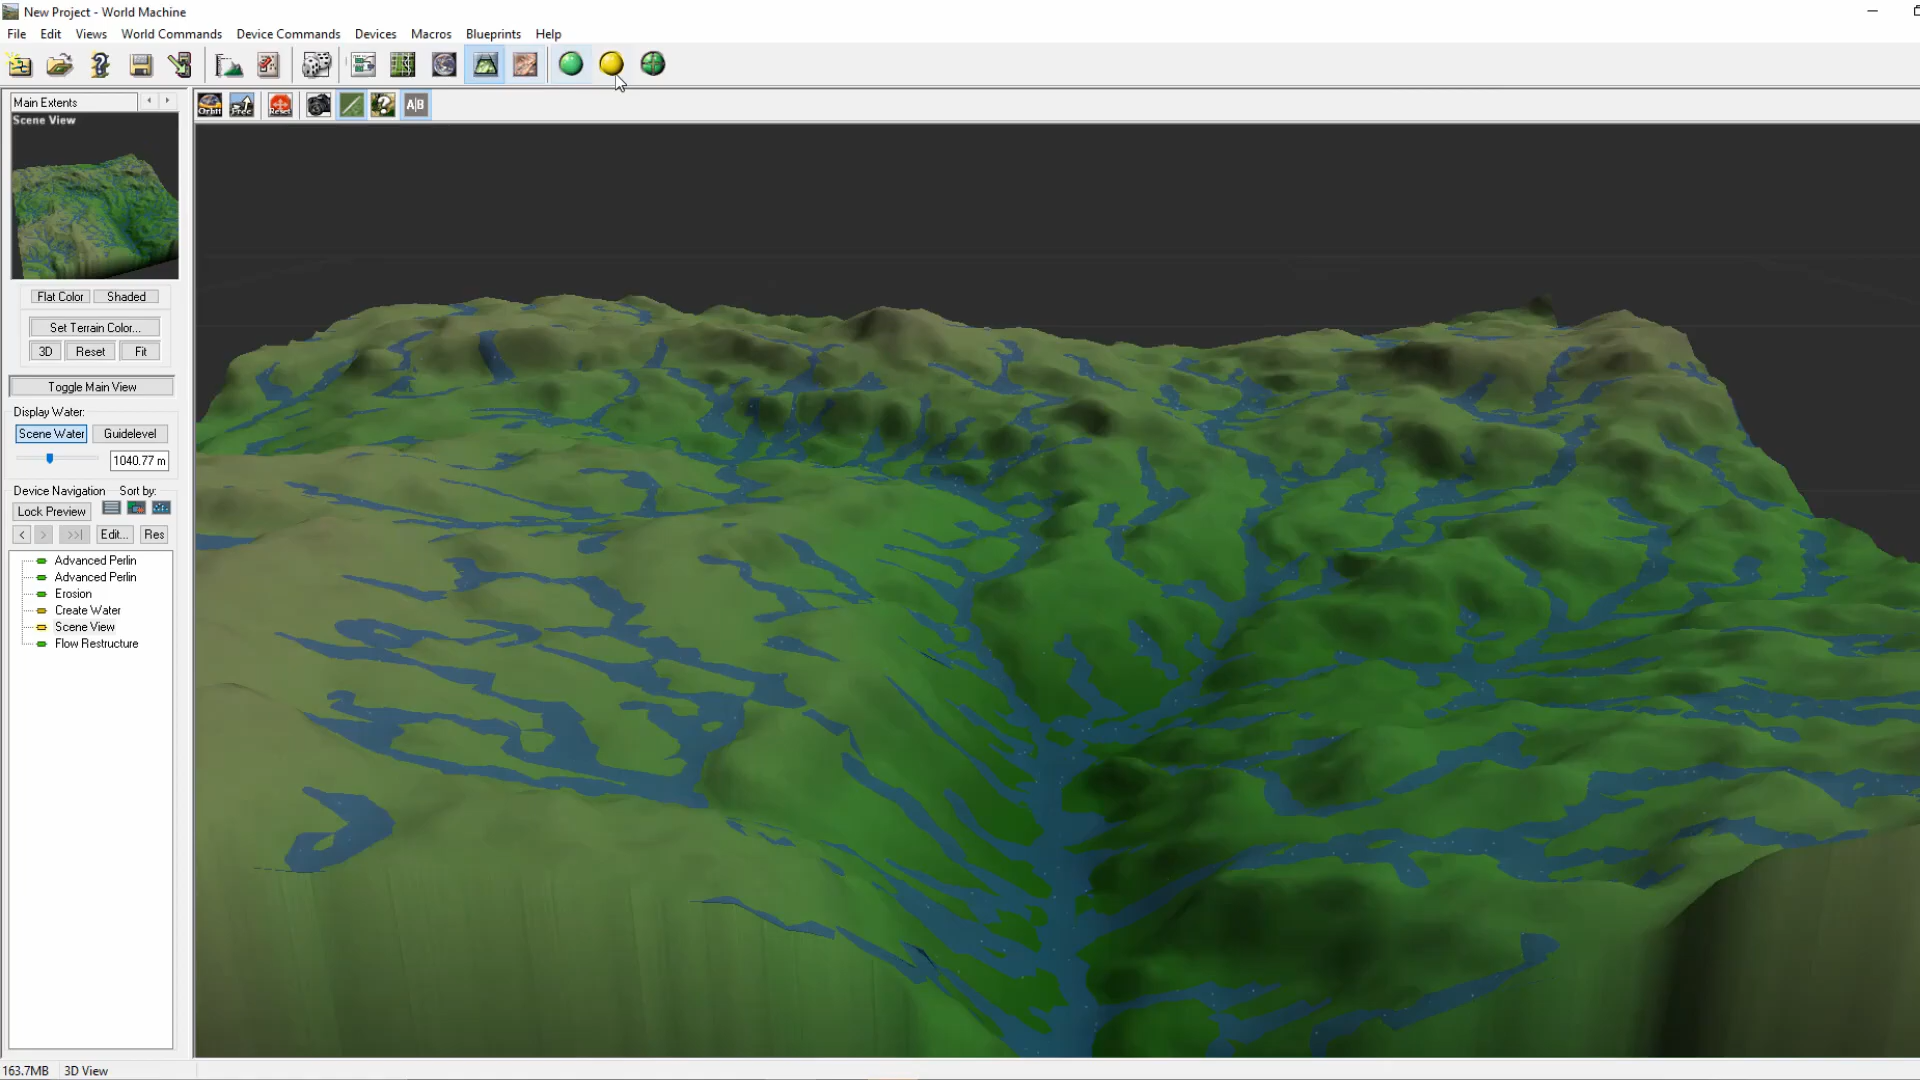 New Project - World Machine
File Edit Views World Commands Device Commands Devices Macros Blueprints Help
Orbit Free Reset A|B
Main Extents
Scene View
Flat Color Shaded
Set Terrain Color...
3D Reset Fit
Toggle Main View
Display Water:
Scene Water Guidelevel
1040.77 m
Device Navigation Sort by:
Lock Preview
< > >>| Edit... Res
Advanced Perlin
Advanced Perlin
Erosion
Create Water
Scene View
Flow Restructure
163.7MB 3D View